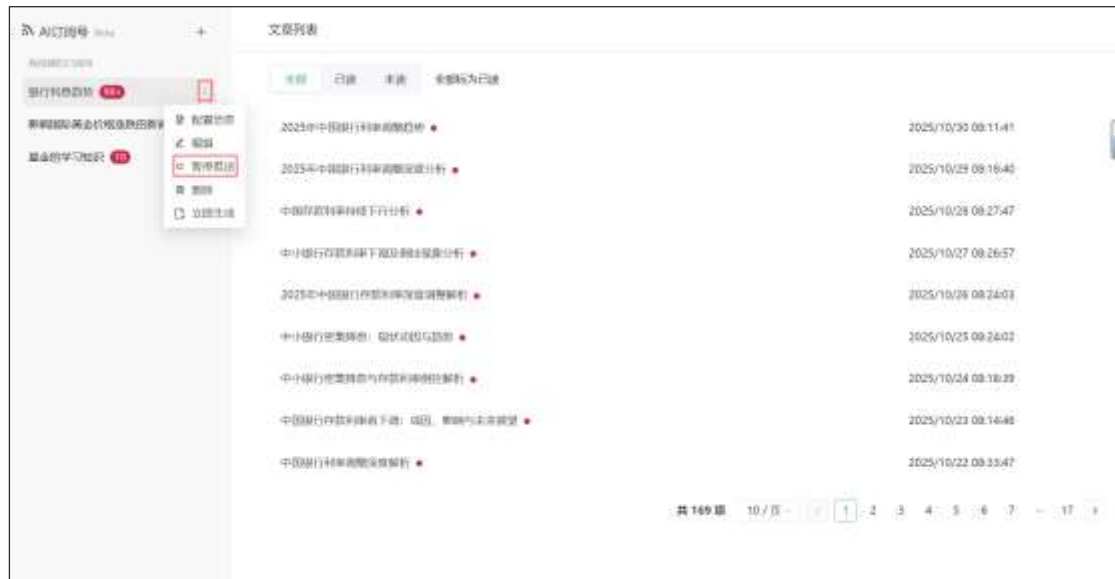 AI订阅号 Beta
+
银行利息趋势 99+
基金的学习知识 10
配置信息
编辑
暂停推送
删除
立即生成
文章列表
全部 已读 未读 全部标为已读
2025年中国银行利率调整趋势 2025/10/30 08:11:41
2025年中国银行利率调整深度分析 2025/10/29 08:16:40
中国存款利率持续下行分析 2025/10/28 08:27:47
中小银行存款利率下调及倒挂现象分析 2025/10/27 08:26:57
2025年中国银行存款利率深度调整解析 2025/10/26 08:24:03
中小银行密集降息：现状动因与趋势 2025/10/25 08:24:02
中小银行密集降息与存款利率倒挂解析 2025/10/24 08:18:39
中国银行存款利率再下调：成因、影响与未来展望 2025/10/23 08:14:46
中国银行利率调整深度解析 2025/10/22 08:33:47
共 169 条 10 / 页 1 2 3 4 5 6 7 17